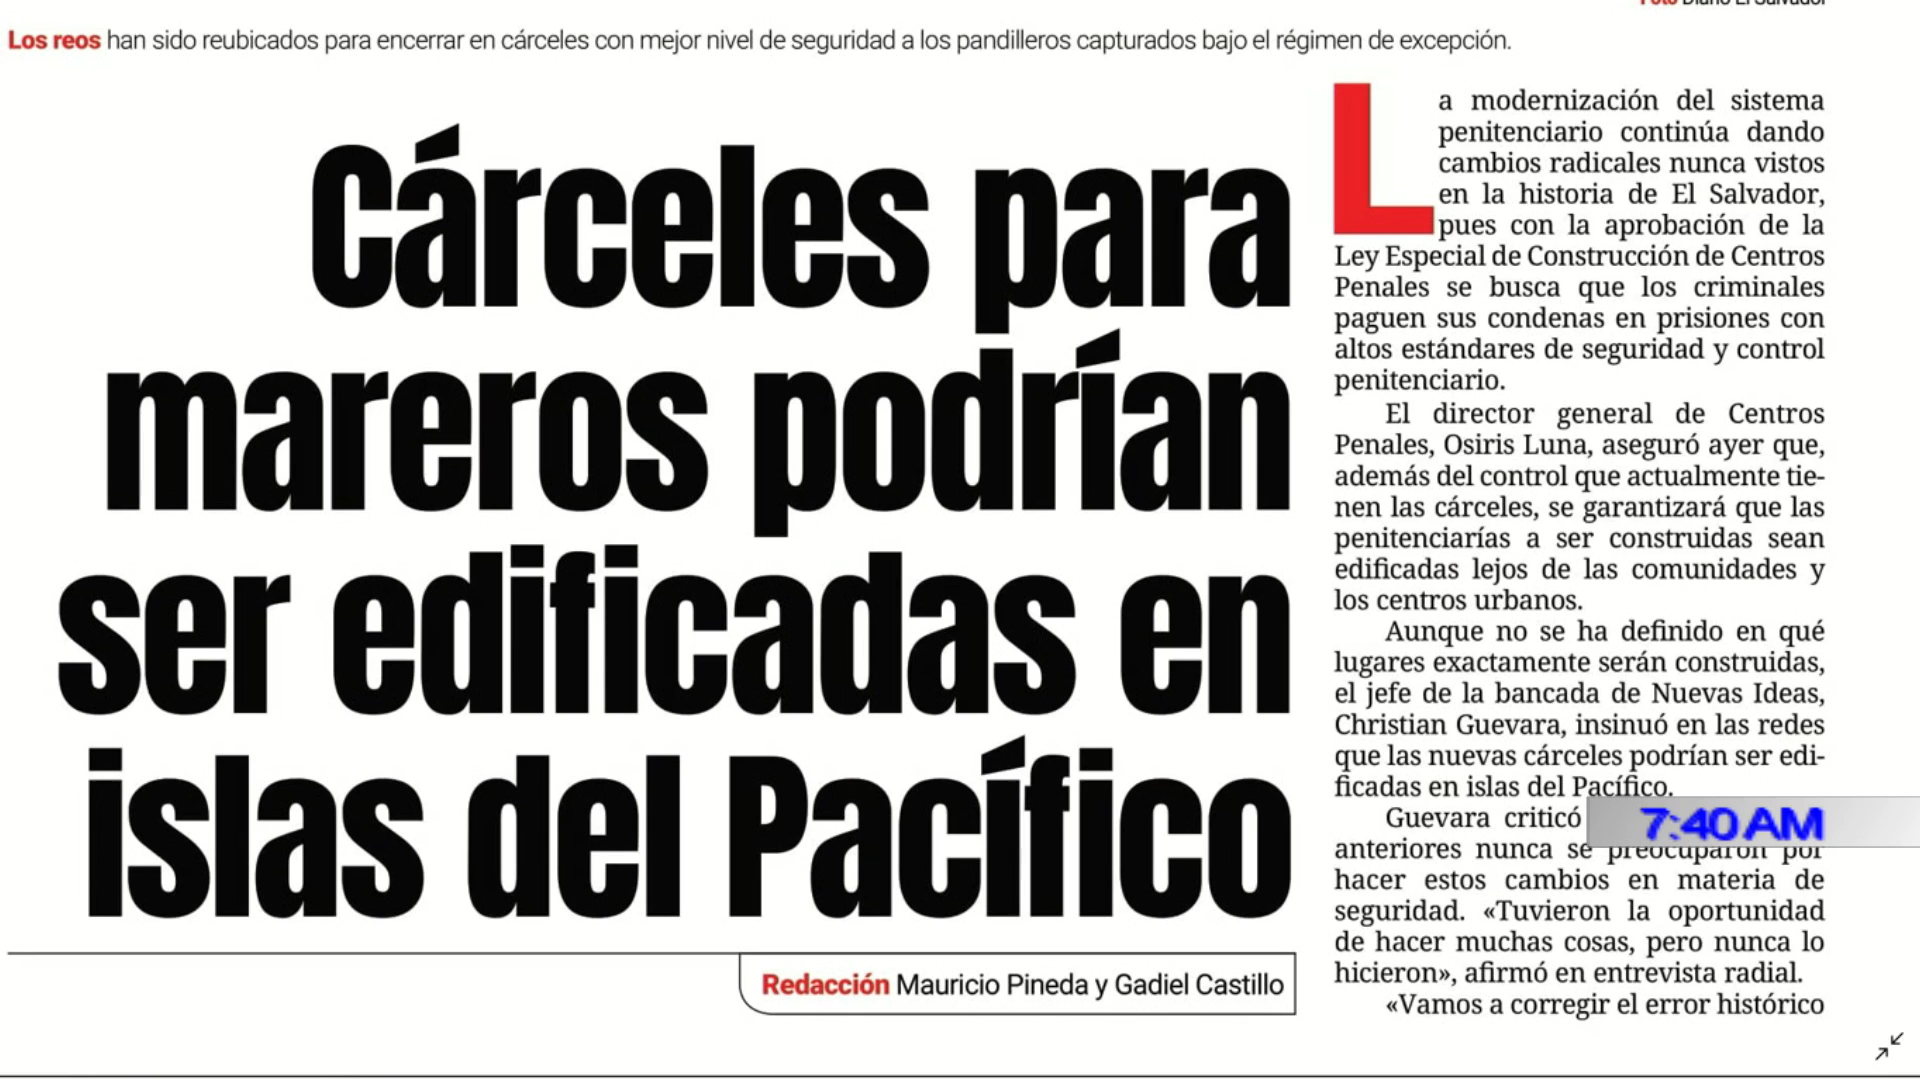 Foto Diario El Salvador
Los reos han sido reubicados para encerrar en cárceles con mejor nivel de seguridad a los pandilleros capturados bajo el régimen de excepción.
Cárceles para
mareros podrían
ser edificadas en
islas del Pacífico
Redacción Mauricio Pineda y Gadiel Castillo
La modernización del sistema
penitenciario continúa dando
cambios radicales nunca vistos
en la historia de El Salvador,
pues con la aprobación de la
Ley Especial de Construcción de Centros
Penales se busca que los criminales
paguen sus condenas en prisiones con
altos estándares de seguridad y control
penitenciario.
El director general de Centros
Penales, Osiris Luna, aseguró ayer que,
además del control que actualmente tie-
nen las cárceles, se garantizará que las
penitenciarías a ser construidas sean
edificadas lejos de las comunidades y
los centros urbanos.
Aunque no se ha definido en qué
lugares exactamente serán construidas,
el jefe de la bancada de Nuevas Ideas,
Christian Guevara, insinuó en las redes
que las nuevas cárceles podrían ser edi-
ficadas en islas del Pacífico.
Guevara criticó
7:40 AM
anteriores nunca se preocuparon por
hacer estos cambios en materia de
seguridad. «Tuvieron la oportunidad
de hacer muchas cosas, pero nunca lo
hicieron», afirmó en entrevista radial.
«Vamos a corregir el error histórico